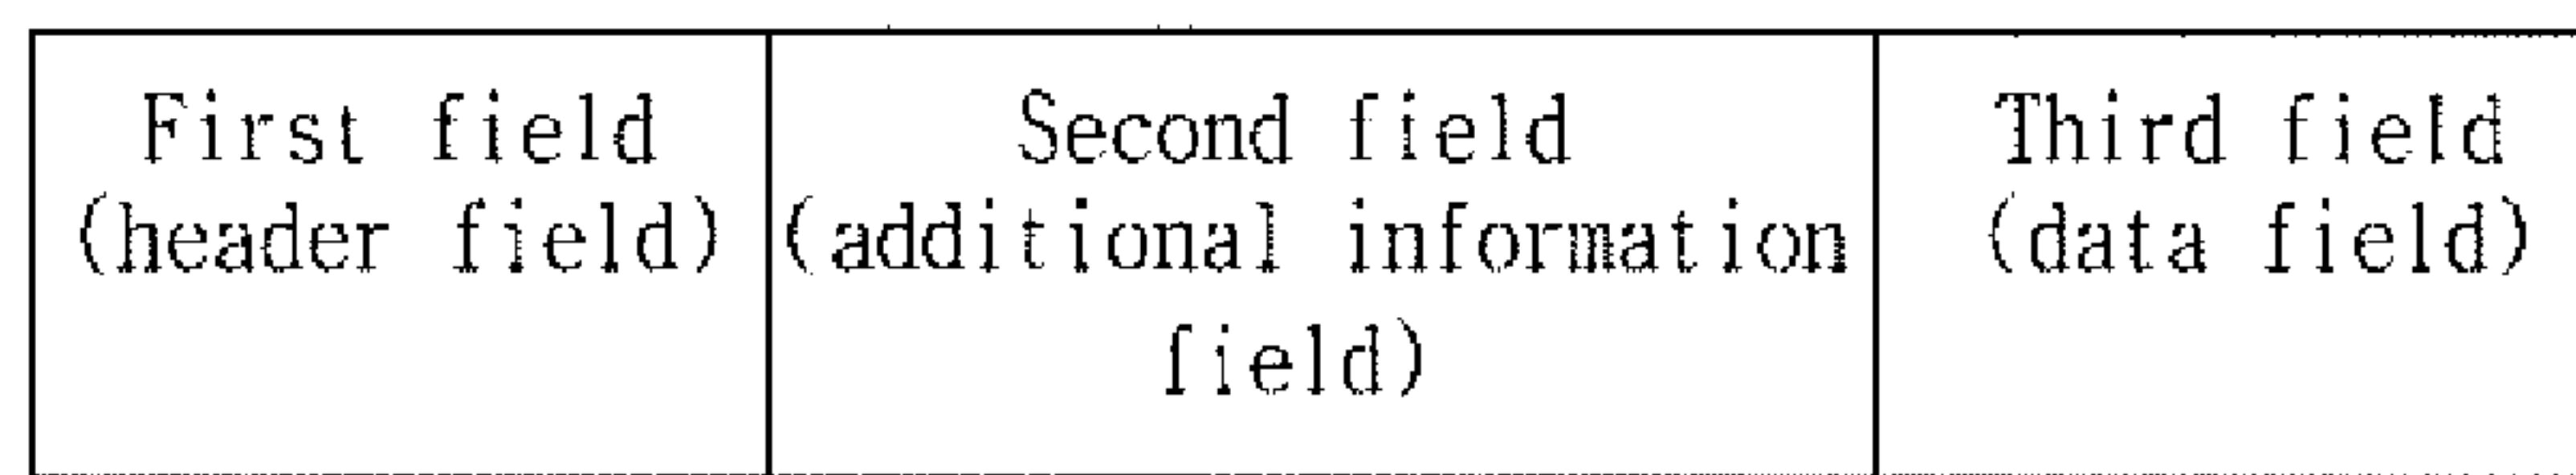 First field
(header field)
Second field
(additional information
field)
Third field
(data field)